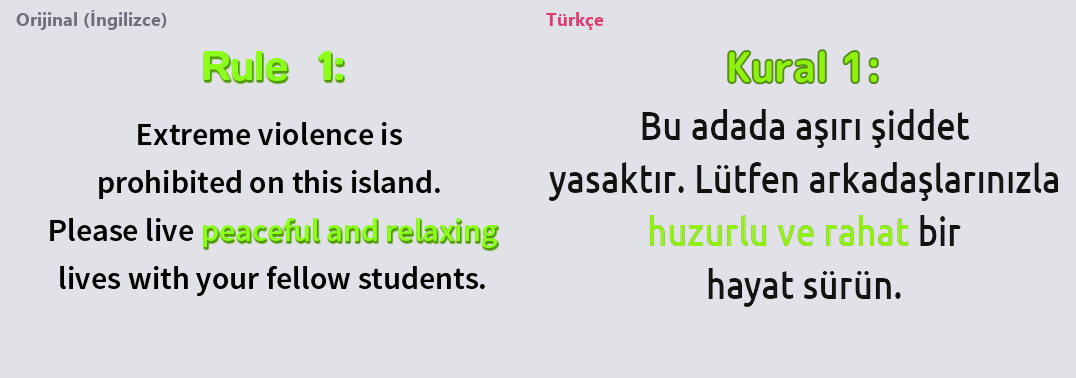 Orijinal (İngilizce)
Rule 1:
Extreme violence is
prohibited on this island.
Please live peaceful and relaxing
lives with your fellow students.
Türkçe
Kural 1:
Bu adada aşırı şiddet
yasaktır. Lütfen arkadaşlarınızla
huzurlu ve rahat bir
hayat sürün.